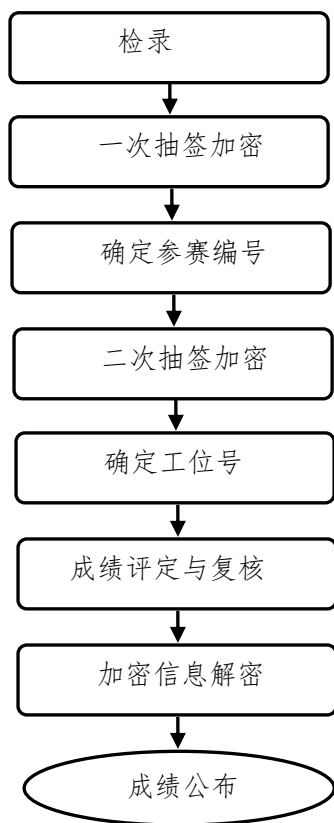 检录
一次抽签加密
确定参赛编号
二次抽签加密
确定工位号
成绩评定与复核
加密信息解密
成绩公布